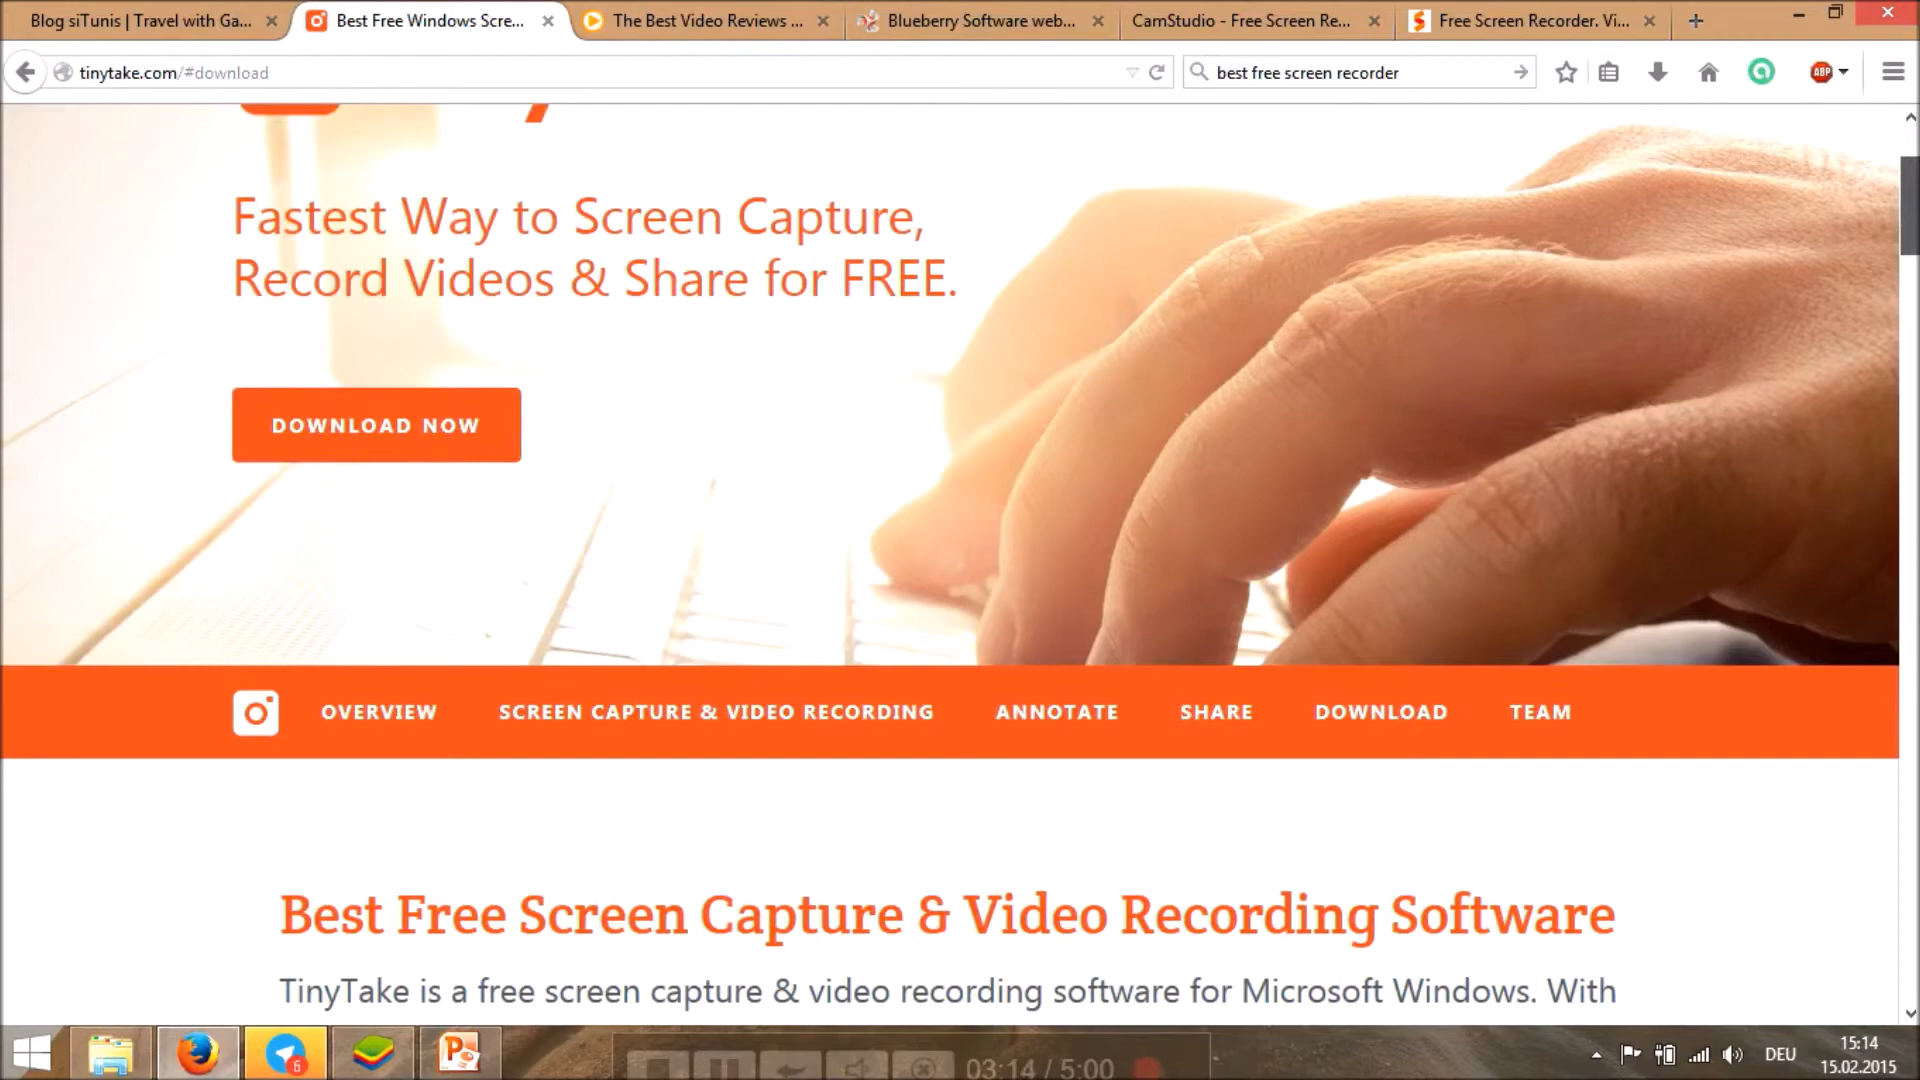 Blog siTunis | Travel with Ga...
Best Free Windows Scre...
The Best Video Reviews ...
Blueberry Software web...
CamStudio - Free Screen Re...
Free Screen Recorder. Vi...
tinytake.com/#download
best free screen recorder
ABP
Fastest Way to Screen Capture,
Record Videos & Share for FREE.
DOWNLOAD NOW
OVERVIEW
SCREEN CAPTURE & VIDEO RECORDING
ANNOTATE
SHARE
DOWNLOAD
TEAM
Best Free Screen Capture & Video Recording Software
TinyTake is a free screen capture & video recording software for Microsoft Windows. With
6
P
03:14 / 5:00
DEU
15:14
15.02.2015